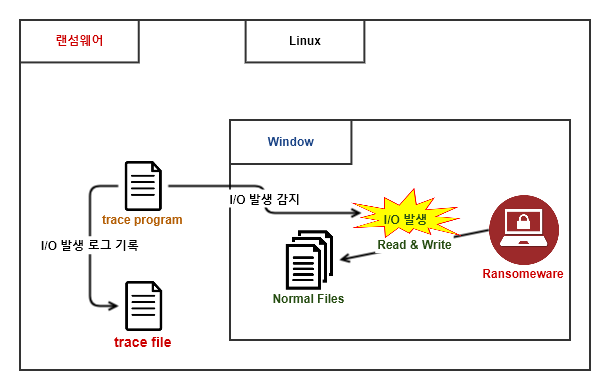 랜섬웨어
Linux
Window
I/O 발생 감지
I/O 발생
trace program
Read & Write
I/O 발생 로그 기록
Ransomeware
Normal Files
trace file